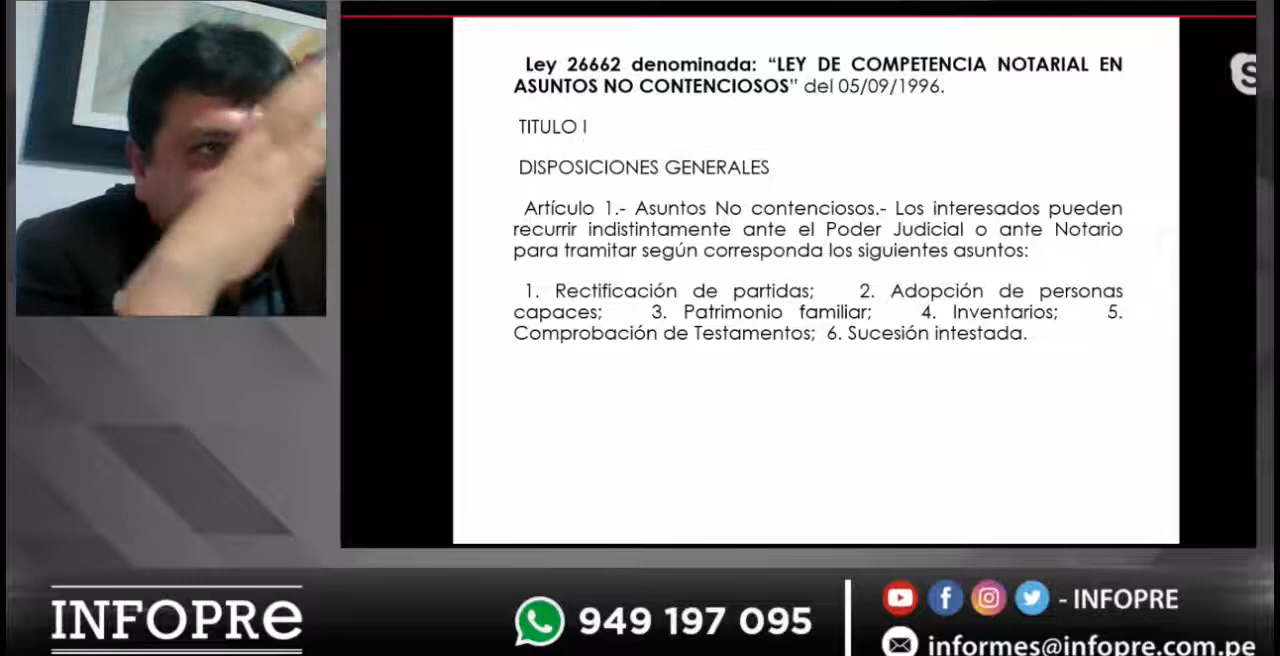 Ley 26662 denominada: “LEY DE COMPETENCIA NOTARIAL EN
ASUNTOS NO CONTENCIOSOS” del 05/09/1996.
TITULO I
DISPOSICIONES GENERALES
Artículo 1.- Asuntos No contenciosos.- Los interesados pueden
recurrir indistintamente ante el Poder Judicial o ante Notario
para tramitar según corresponda los siguientes asuntos:
1. Rectificación de partidas; 2. Adopción de personas
capaces; 3. Patrimonio familiar; 4. Inventarios; 5.
Comprobación de Testamentos; 6. Sucesión intestada.
INFOPRe
949 197 095
- INFOPRE
informes@infopre.com.pe